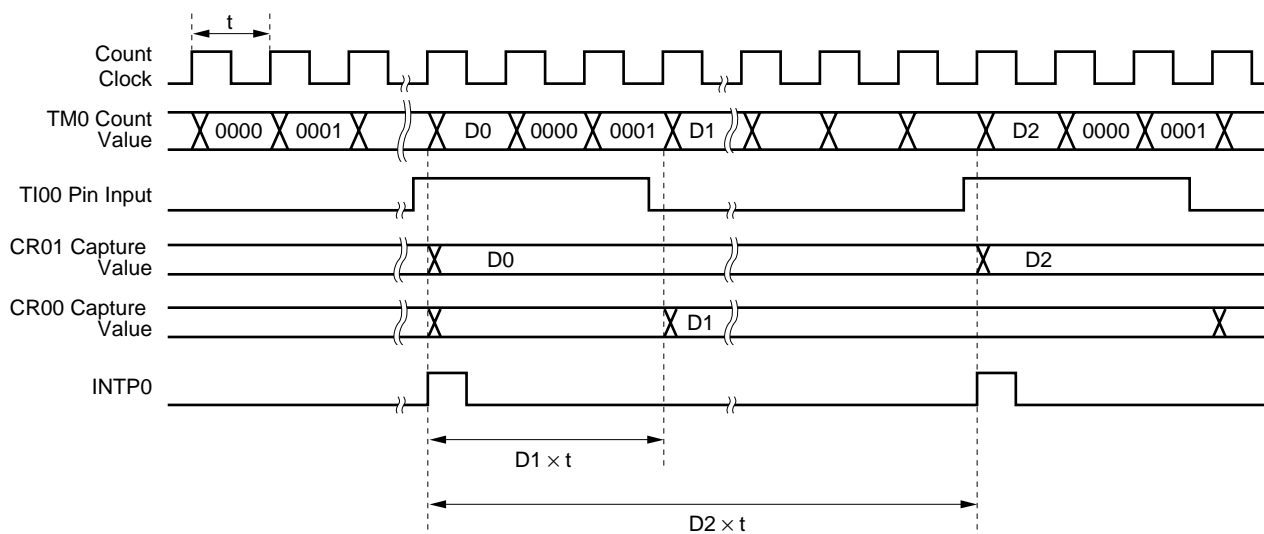 t
Count
Clock
TM0 Count
Value
0000 0001 D0 0000 0001 D1 D2 0000 0001
TI00 Pin Input
CR01 Capture
Value
D0 D2
CR00 Capture
Value
D1
INTP0
D1 × t
D2 × t